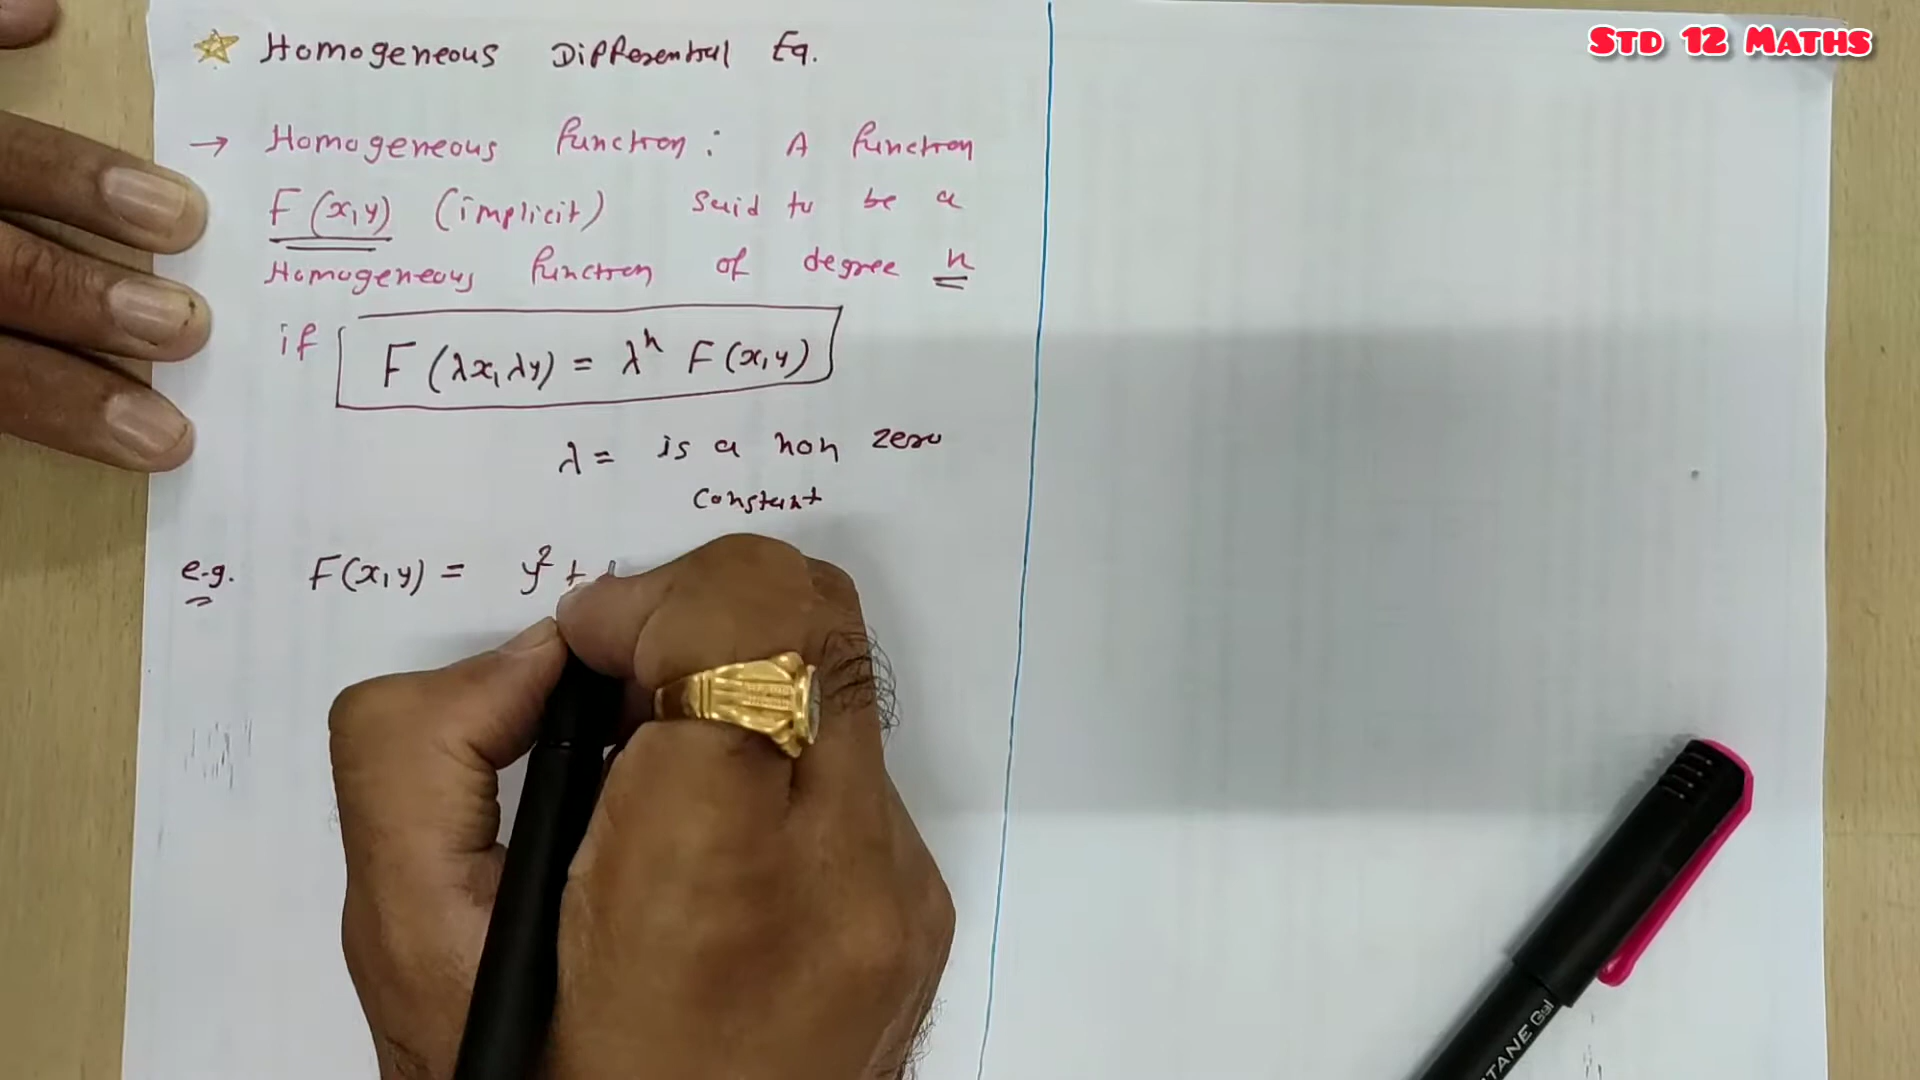 Std 12 Maths
Homogeneous Differential Eq.
→ Homogeneous function : A function
F(x,y) (implicit) said to be a
Homogeneous function of degree n
if F(λx, λy) = λⁿ F(x,y)
λ = is a non zero
constant
e.g. F(x,y) = y² +